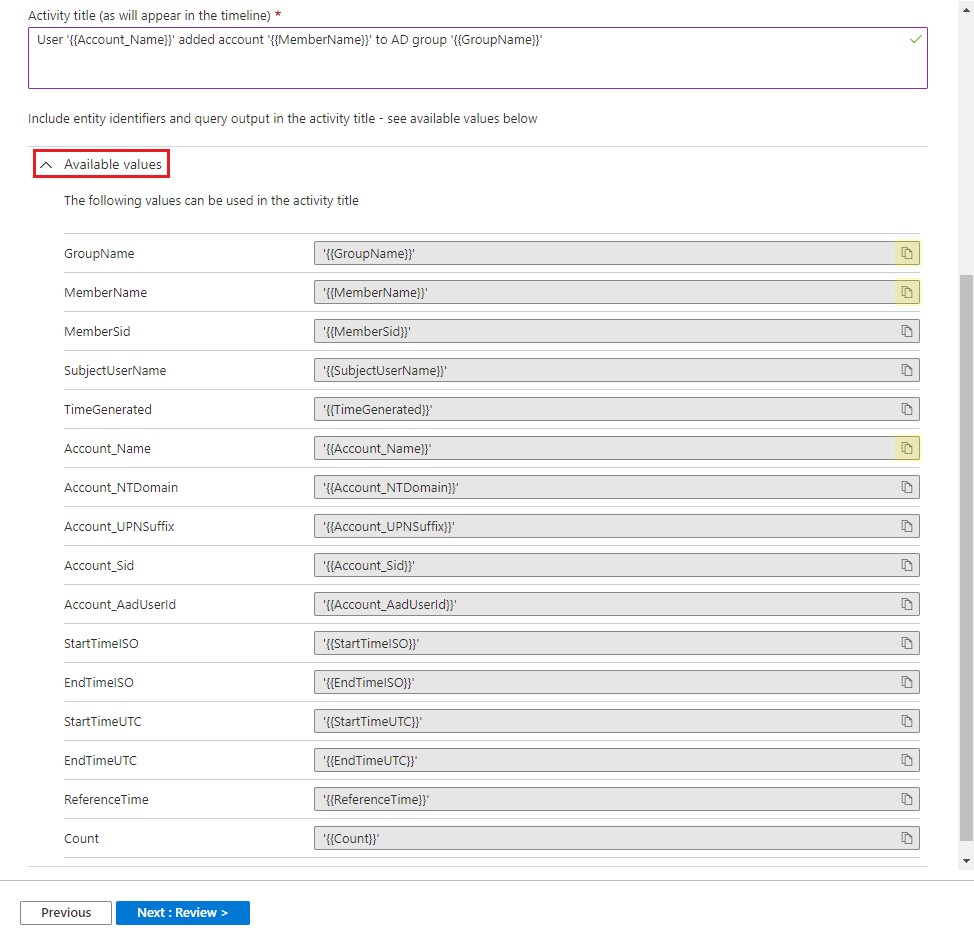 Activity title (as will appear in the timeline) *
User '{{Account_Name}}' added account '{{MemberName}}' to AD group '{{GroupName}}'
Include entity identifiers and query output in the activity title - see available values below
Available values
The following values can be used in the activity title
GroupName '{{GroupName}}'
MemberName '{{MemberName}}'
MemberSid '{{MemberSid}}'
SubjectUserName '{{SubjectUserName}}'
TimeGenerated '{{TimeGenerated}}'
Account_Name '{{Account_Name}}'
Account_NTDomain '{{Account_NTDomain}}'
Account_UPNSuffix '{{Account_UPNSuffix}}'
Account_Sid '{{Account_Sid}}'
Account_AadUserId '{{Account_AadUserId}}'
StartTimeISO '{{StartTimeISO}}'
EndTimeISO '{{EndTimeISO}}'
StartTimeUTC '{{StartTimeUTC}}'
EndTimeUTC '{{EndTimeUTC}}'
ReferenceTime '{{ReferenceTime}}'
Count '{{Count}}'
Previous Next : Review >